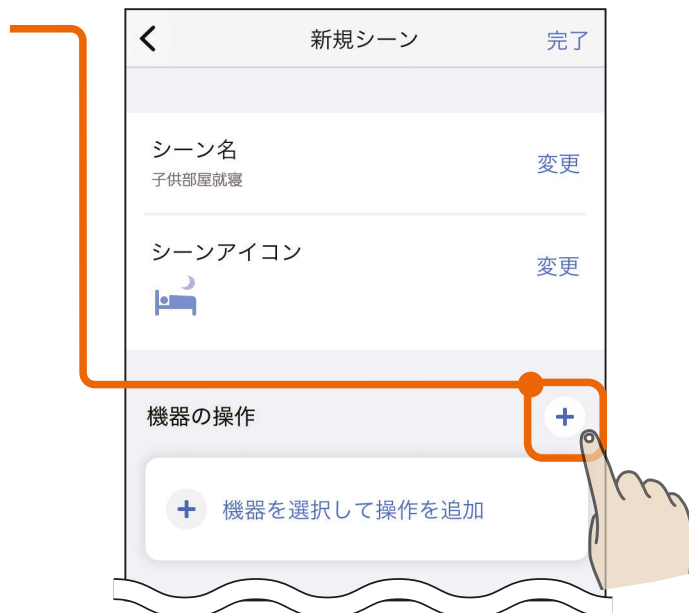 新規シーン 完了
シーン名
変更
子供部屋就寝
シーンアイコン
変更
機器の操作 +
+ 機器を選択して操作を追加